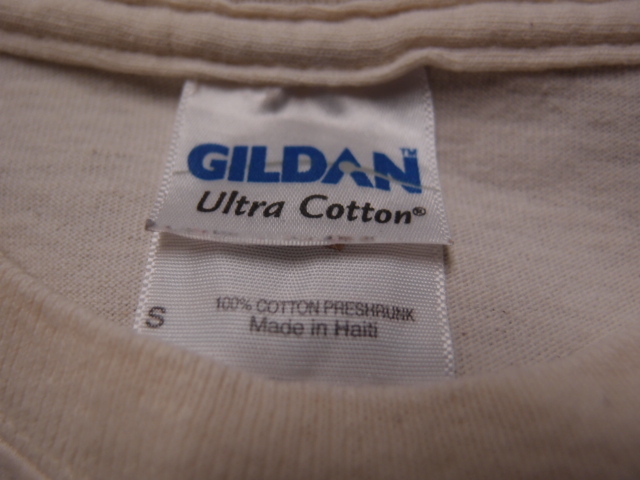 GILDAN™
Ultra Cotton®
S
100% COTTON PRESHRUNK
Made in Haiti